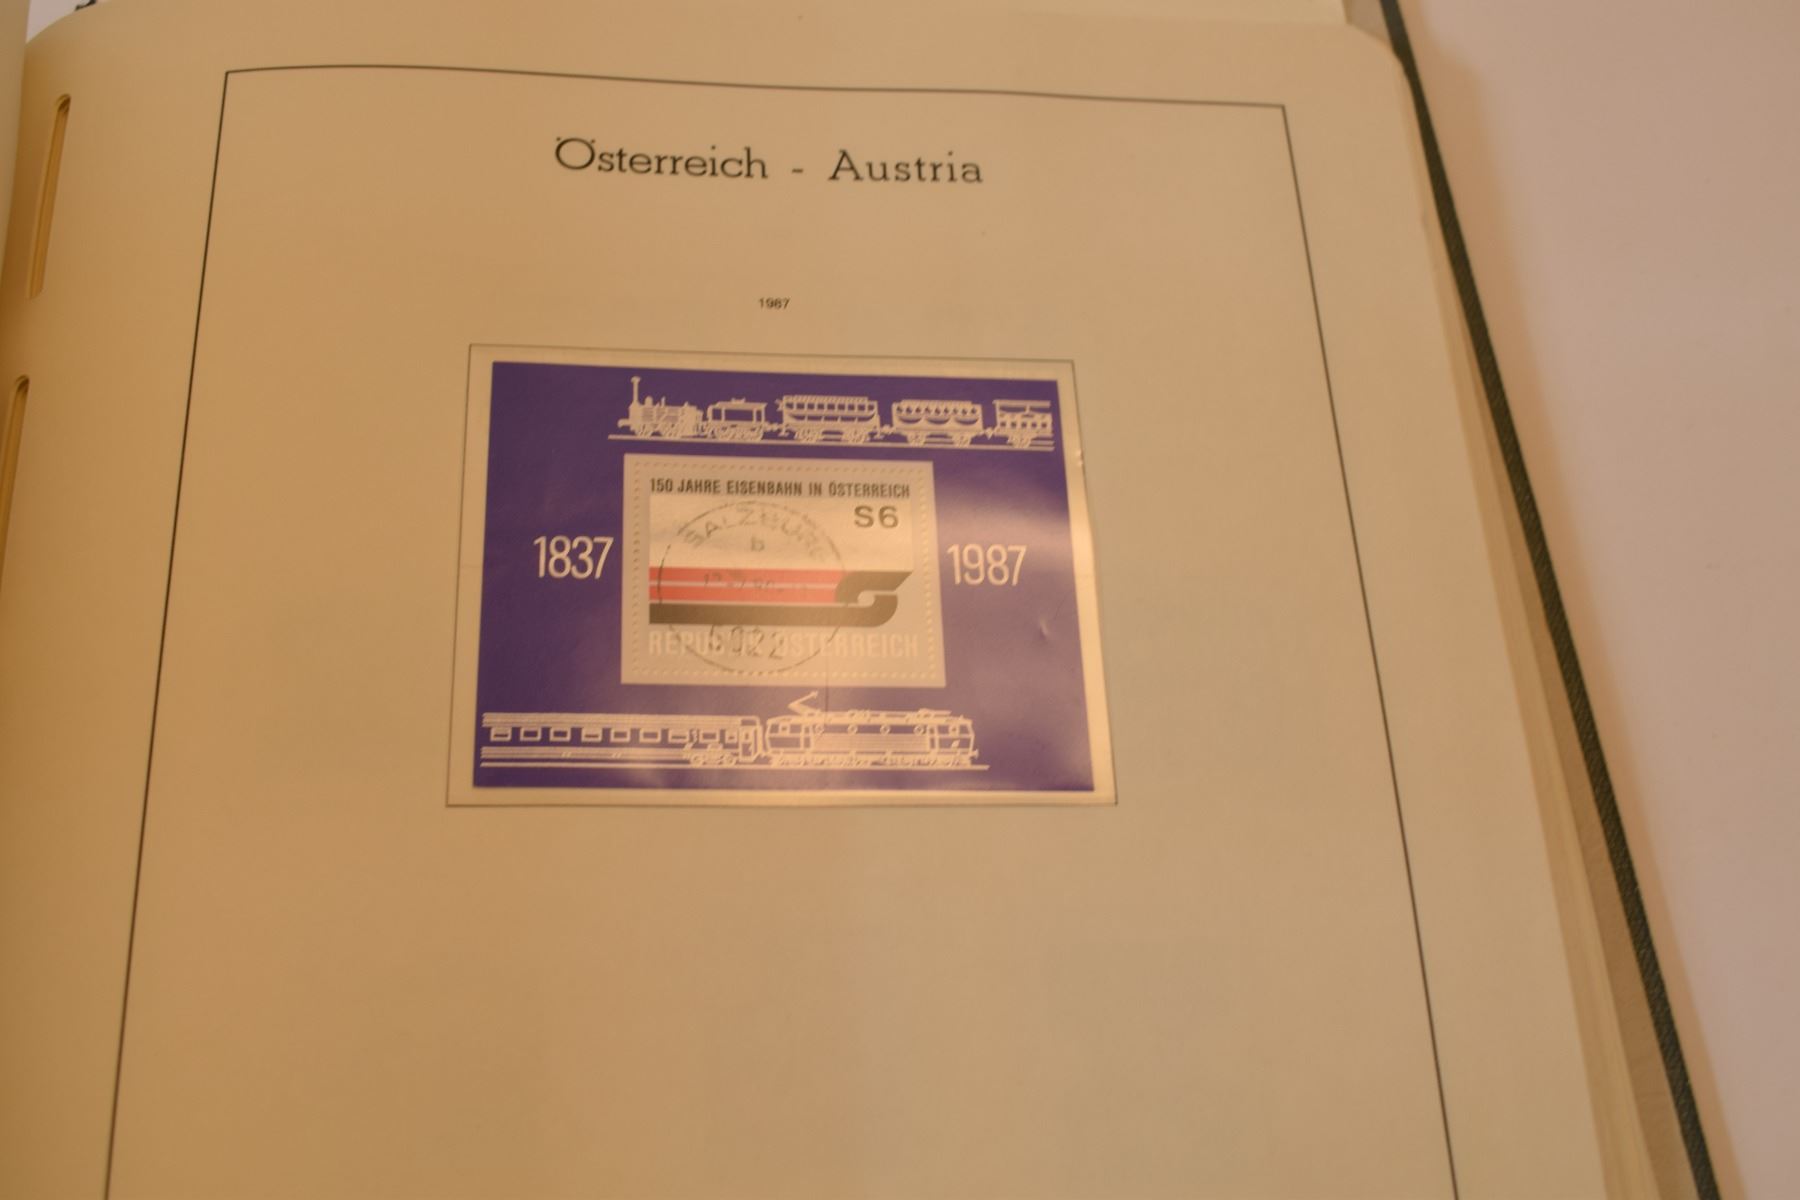 Österreich - Austria
1987
150 JAHRE EISENBAHN IN ÖSTERREICH
S6
SALZBURG
b
1837
1987
REPUBLIK ÖSTERREICH